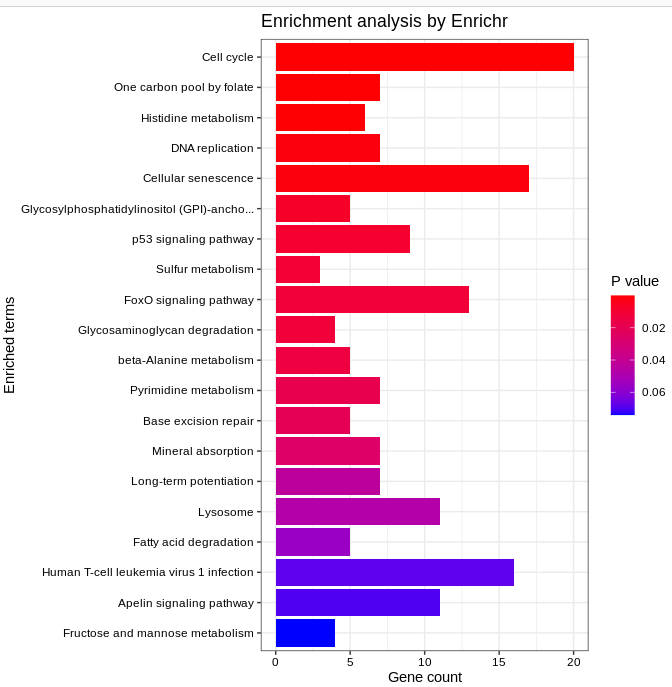 Enrichment analysis by Enrichr
Enriched terms
Cell cycle
One carbon pool by folate
Histidine metabolism
DNA replication
Cellular senescence
Glycosylphosphatidylinositol (GPI)-ancho...
p53 signaling pathway
Sulfur metabolism
FoxO signaling pathway
Glycosaminoglycan degradation
beta-Alanine metabolism
Pyrimidine metabolism
Base excision repair
Mineral absorption
Long-term potentiation
Lysosome
Fatty acid degradation
Human T-cell leukemia virus 1 infection
Apelin signaling pathway
Fructose and mannose metabolism
0 5 10 15 20
Gene count
P value
0.02
0.04
0.06